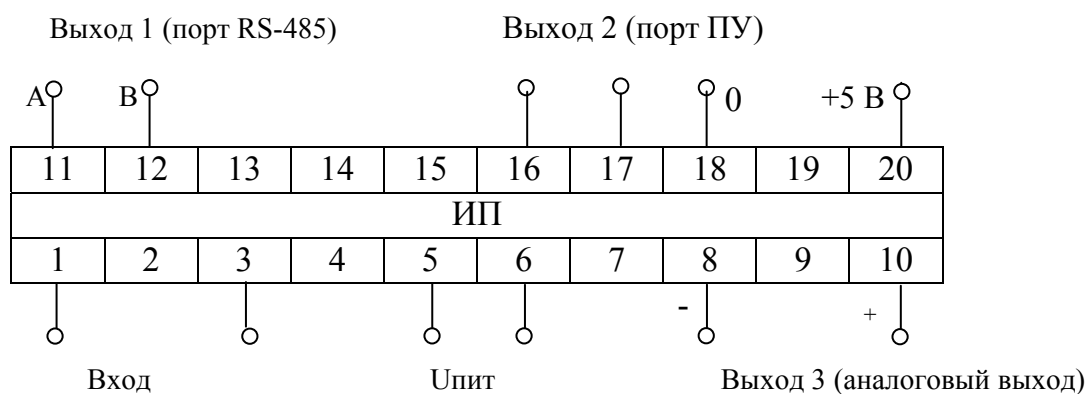 Выход 1 (порт RS-485) Выход 2 (порт ПУ)
А В 0 +5 В
11 12 13 14 15 16 17 18 19 20
ИП
1 2 3 4 5 6 7 8 9 10
- +
Вход Uпит Выход 3 (аналоговый выход)